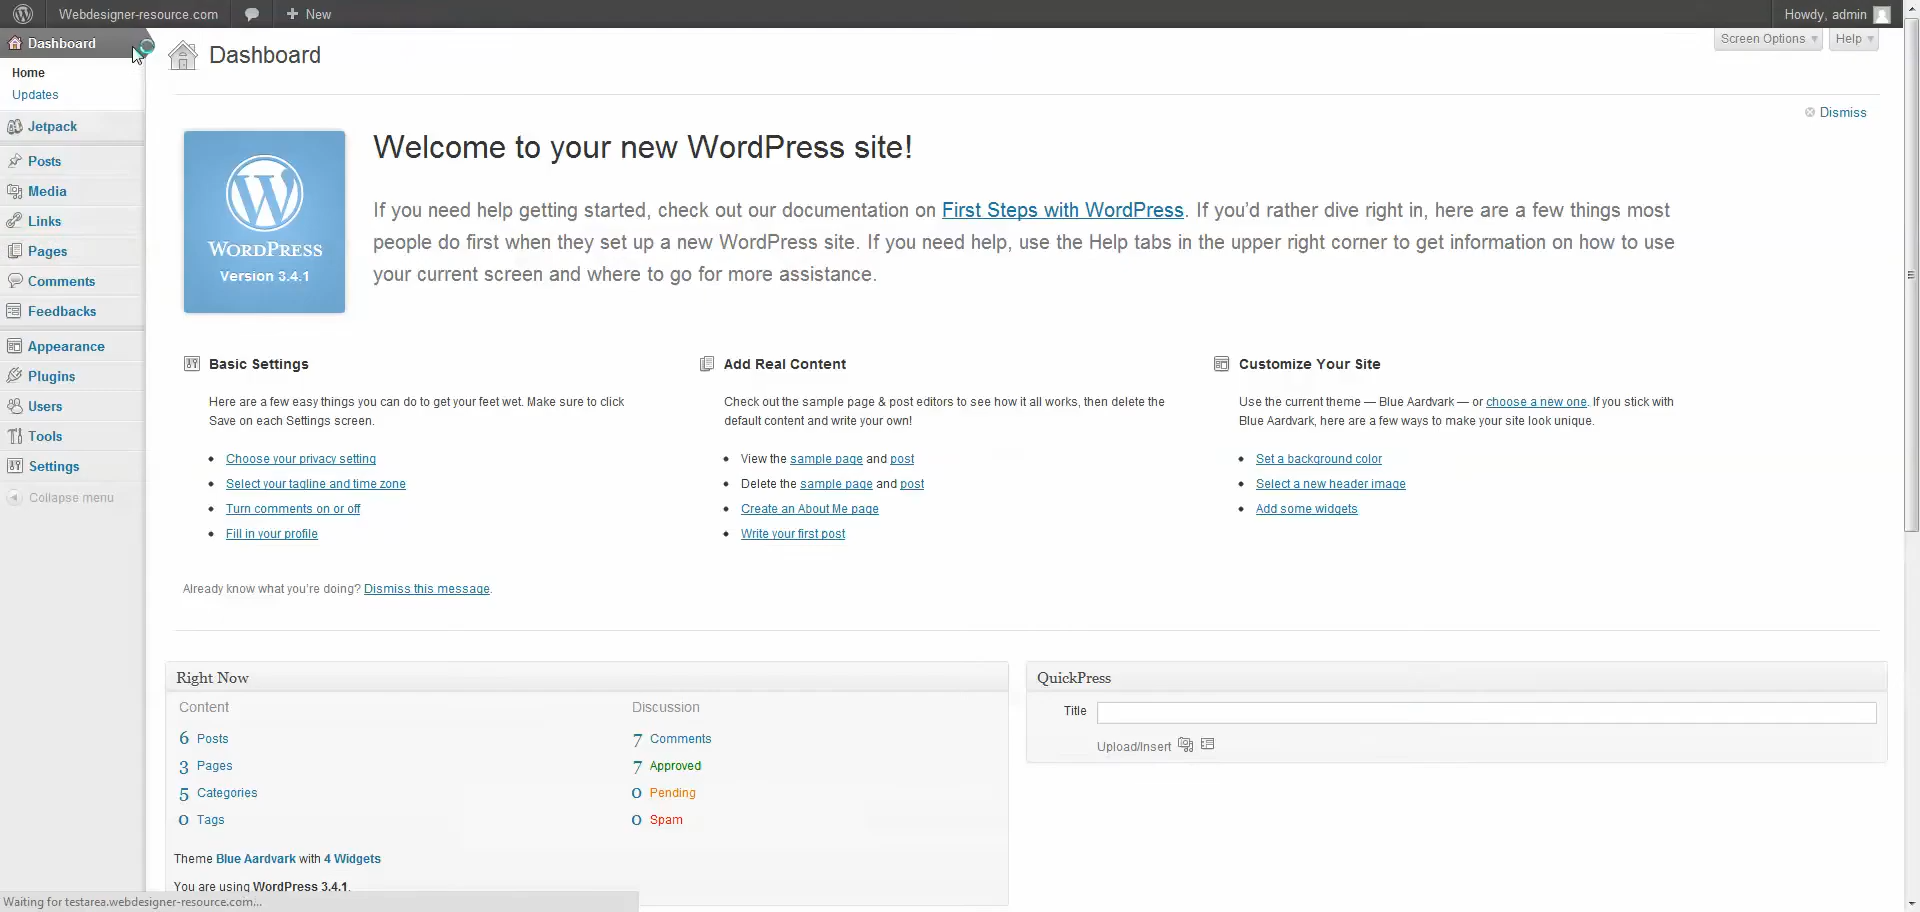 Webdesigner-resource.com
New
Howdy, admin
Dashboard
Home
Updates
Jetpack
Posts
Media
Links
Pages
Comments
Feedbacks
Appearance
Plugins
Users
Tools
Settings
Collapse menu
Dashboard
Screen Options
Help
Dismiss
WORDPRESS
Version 3.4.1
Welcome to your new WordPress site!
If you need help getting started, check out our documentation on First Steps with WordPress. If you’d rather dive right in, here are a few things most
people do first when they set up a new WordPress site. If you need help, use the Help tabs in the upper right corner to get information on how to use
your current screen and where to go for more assistance.
Basic Settings
Here are a few easy things you can do to get your feet wet. Make sure to click
Save on each Settings screen.
Choose your privacy setting
Select your tagline and time zone
Turn comments on or off
Fill in your profile
Add Real Content
Check out the sample page & post editors to see how it all works, then delete the
default content and write your own!
View the sample page and post
Delete the sample page and post
Create an About Me page
Write your first post
Customize Your Site
Use the current theme — Blue Aardvark — or choose a new one. If you stick with
Blue Aardvark, here are a few ways to make your site look unique.
Set a background color
Select a new header image
Add some widgets
Already know what you’re doing? Dismiss this message.
Right Now
Content
6 Posts
3 Pages
5 Categories
0 Tags
Discussion
7 Comments
7 Approved
0 Pending
0 Spam
Theme Blue Aardvark with 4 Widgets
You are using WordPress 3.4.1.
QuickPress
Title
Upload/Insert
Waiting for testarea.webdesigner-resource.com...